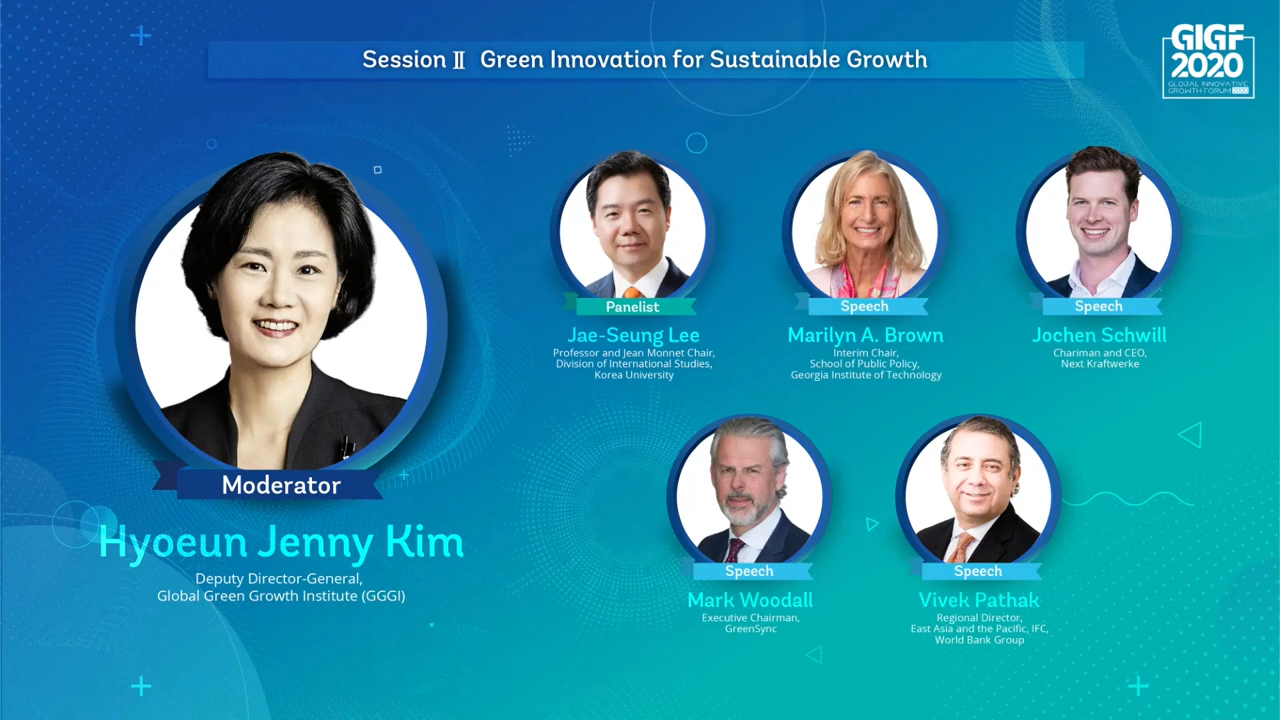 Session Ⅱ Green Innovation for Sustainable Growth
GIGF
2020
GLOBAL INNOVATIVE
GROWTH FORUM 2020
Moderator
Hyoeun Jenny Kim
Deputy Director-General,
Global Green Growth Institute (GGGI)
Panelist
Jae-Seung Lee
Professor and Jean Monnet Chair,
Division of International Studies,
Korea University
Speech
Marilyn A. Brown
Interim Chair,
School of Public Policy,
Georgia Institute of Technology
Speech
Jochen Schwill
Chariman and CEO,
Next Kraftwerke
Speech
Mark Woodall
Executive Chairman,
GreenSync
Speech
Vivek Pathak
Regional Director,
East Asia and the Pacific, IFC,
World Bank Group